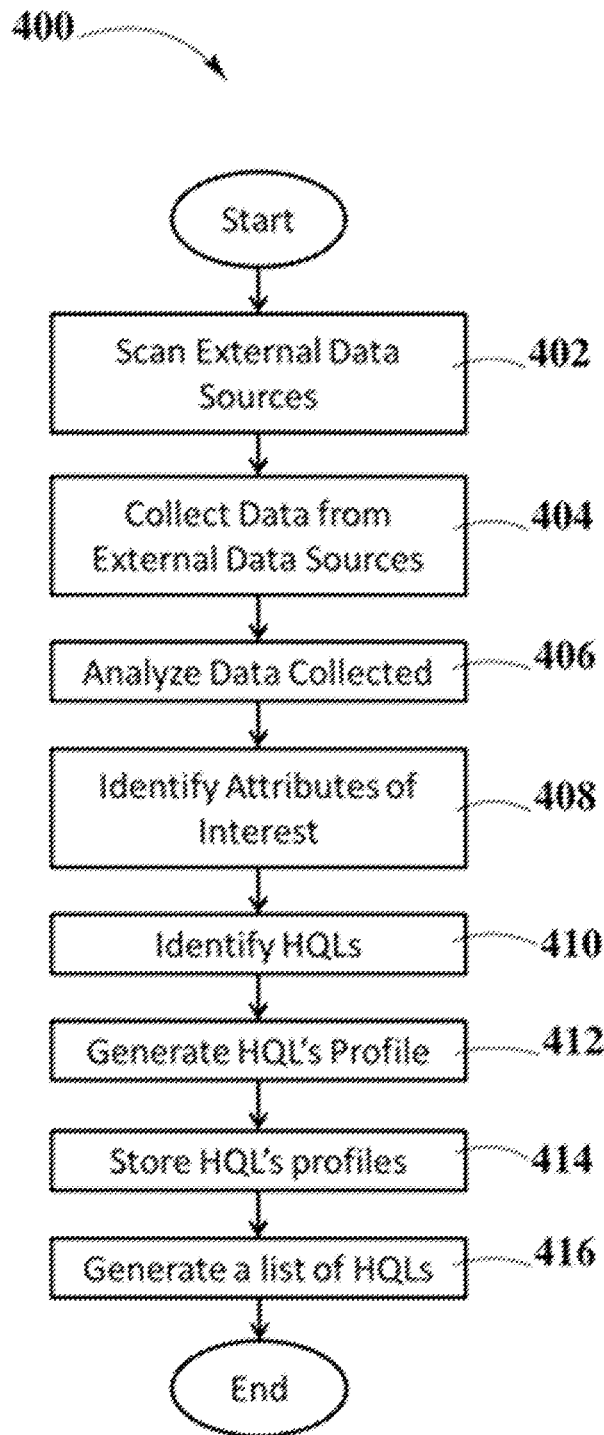 400
Start
Scan External Data
Sources
402
Collect Data from
External Data Sources
404
Analyze Data Collected
406
Identify Attributes of
Interest
408
Identify HQLs
410
Generate HQL's Profile
412
Store HQL's profiles
414
Generate a list of HQLs
416
End